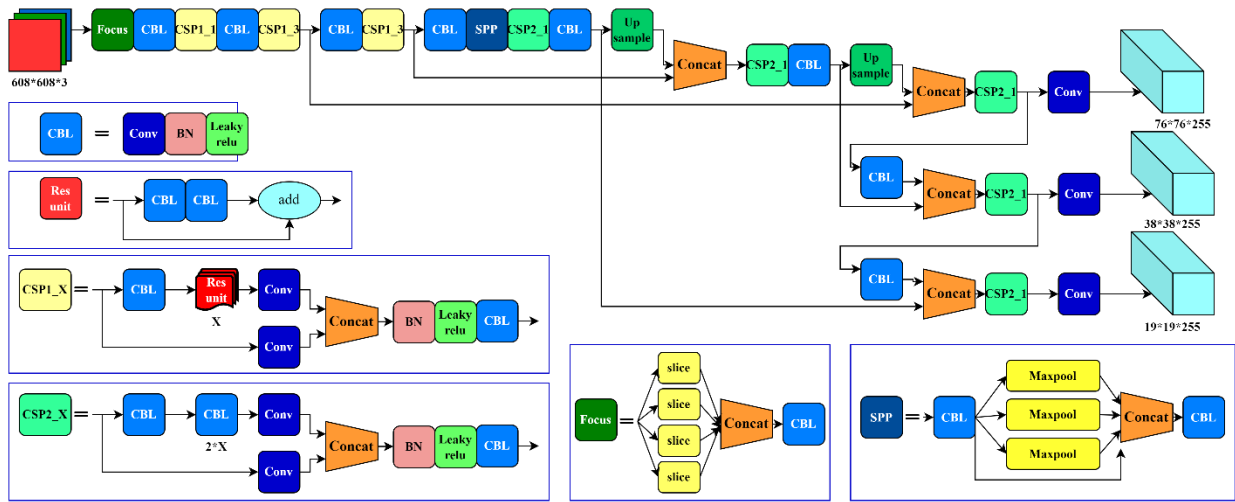 Focus CBL CSP1_1 CBL CSP1_3 CBL CSP1_3 CBL SPP CSP2_1 CBL Up sample
Concat CSP2_1 CBL Up sample
Concat CSP2_1 Conv
608*608*3
76*76*255
CBL = Conv BN Leaky relu
CBL Concat CSP2_1 Conv
38*38*255
Res unit = CBL CBL add
CBL Concat CSP2_1 Conv
19*19*255
CSP1_X = CBL Res unit Conv
X
Conv
Concat BN Leaky relu CBL
CSP2_X = CBL CBL Conv
2*X
Conv
Concat BN Leaky relu CBL
Focus = slice
slice
slice
slice
Concat CBL
SPP = CBL Maxpool
Maxpool
Maxpool
Concat CBL